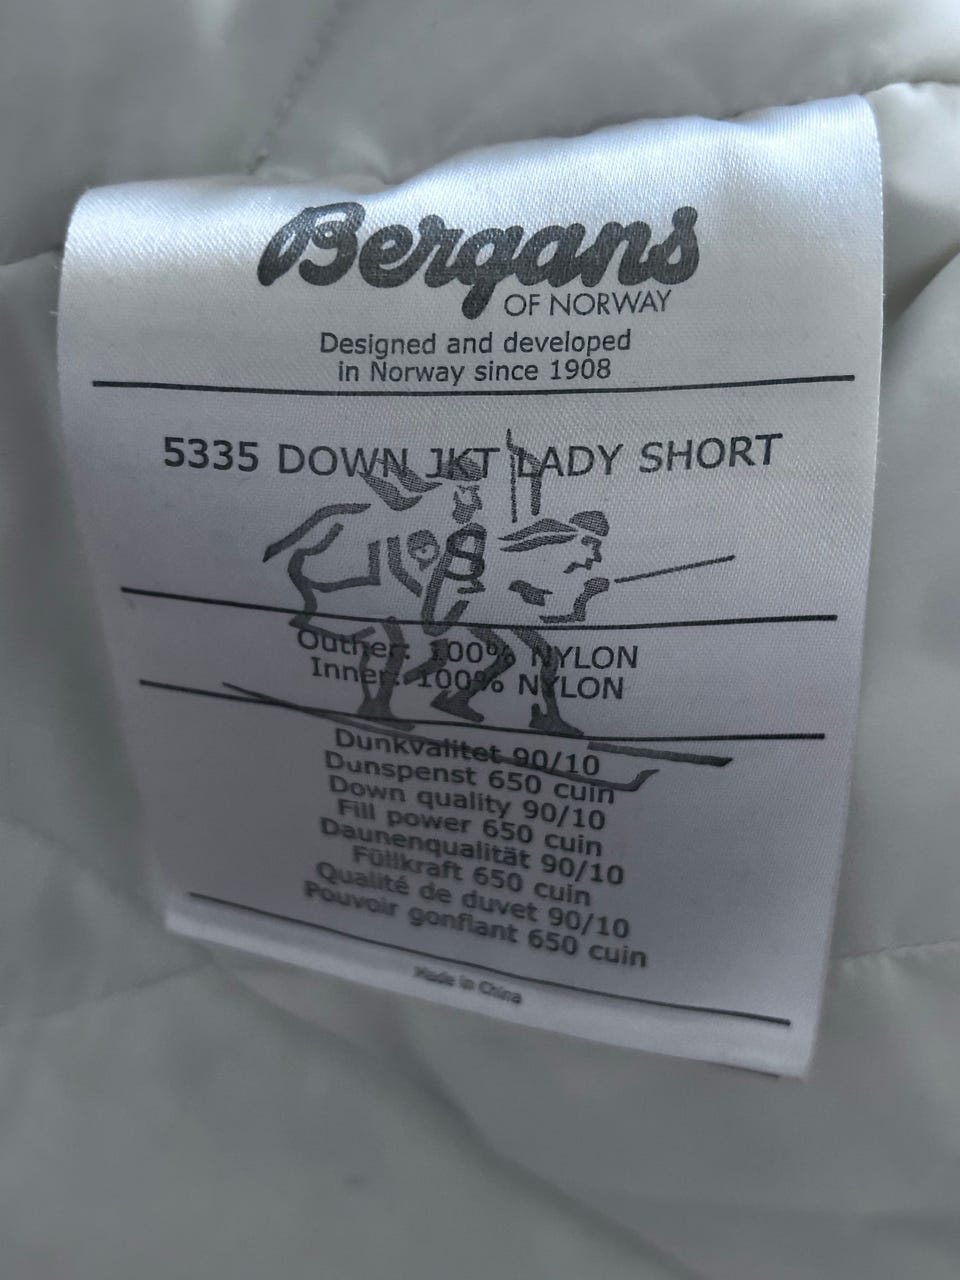 Bergans
OF NORWAY
Designed and developed
in Norway since 1908
5335 DOWN JKT LADY SHORT
S
Outher: 100% NYLON
Inner: 100% NYLON
Dunkvalitet 90/10
Dunspenst 650 cuin
Down quality 90/10
Fill power 650 cuin
Daunenqualität 90/10
Füllkraft 650 cuin
Qualité de duvet 90/10
Pouvoir gonflant 650 cuin
Made in China